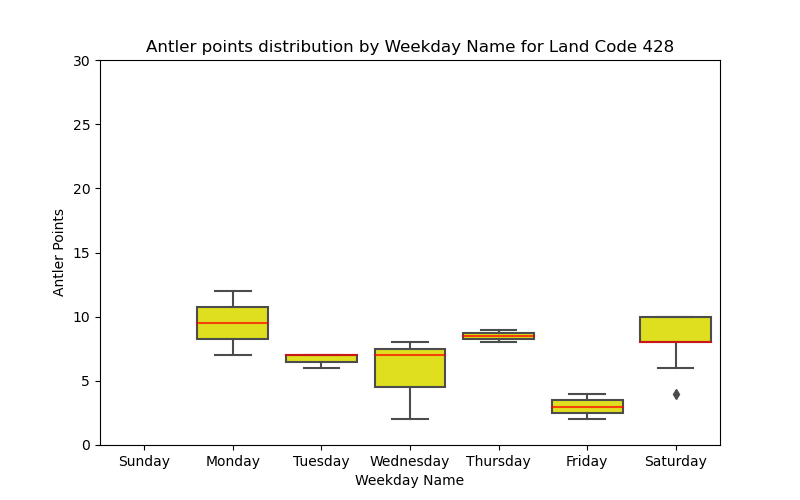 Antler points distribution by Weekday Name for Land Code 428
30
25
20
15
10
5
0
Antler Points
Sunday Monday Tuesday Wednesday Thursday Friday Saturday
Weekday Name